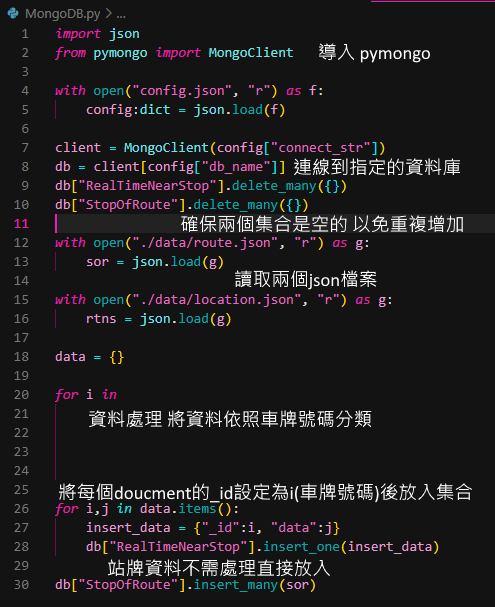 MongoDB.py > ...
1 import json
2 from pymongo import MongoClient 導入 pymongo
3
4 with open("config.json", "r") as f:
5 config:dict = json.load(f)
6
7 client = MongoClient(config["connect_str"])
8 db = client[config["db_name"]] 連線到指定的資料庫
9 db["RealTimeNearStop"].delete_many({})
10 db["StopOfRoute"].delete_many({})
11 確保兩個集合是空的 以免重複增加
12 with open("./data/route.json", "r") as g:
13 sor = json.load(g)
14 讀取兩個json檔案
15 with open("./data/location.json", "r") as g:
16 rtns = json.load(g)
17
18 data = {}
19
20 for i in
21 資料處理 將資料依照車牌號碼分類
22
23
24
25 將每個doucment的_id設定為i(車牌號碼)後放入集合
26 for i,j in data.items():
27 insert_data = {"_id":i, "data":j}
28 db["RealTimeNearStop"].insert_one(insert_data)
29 站牌資料不需處理直接放入
30 db["StopOfRoute"].insert_many(sor)